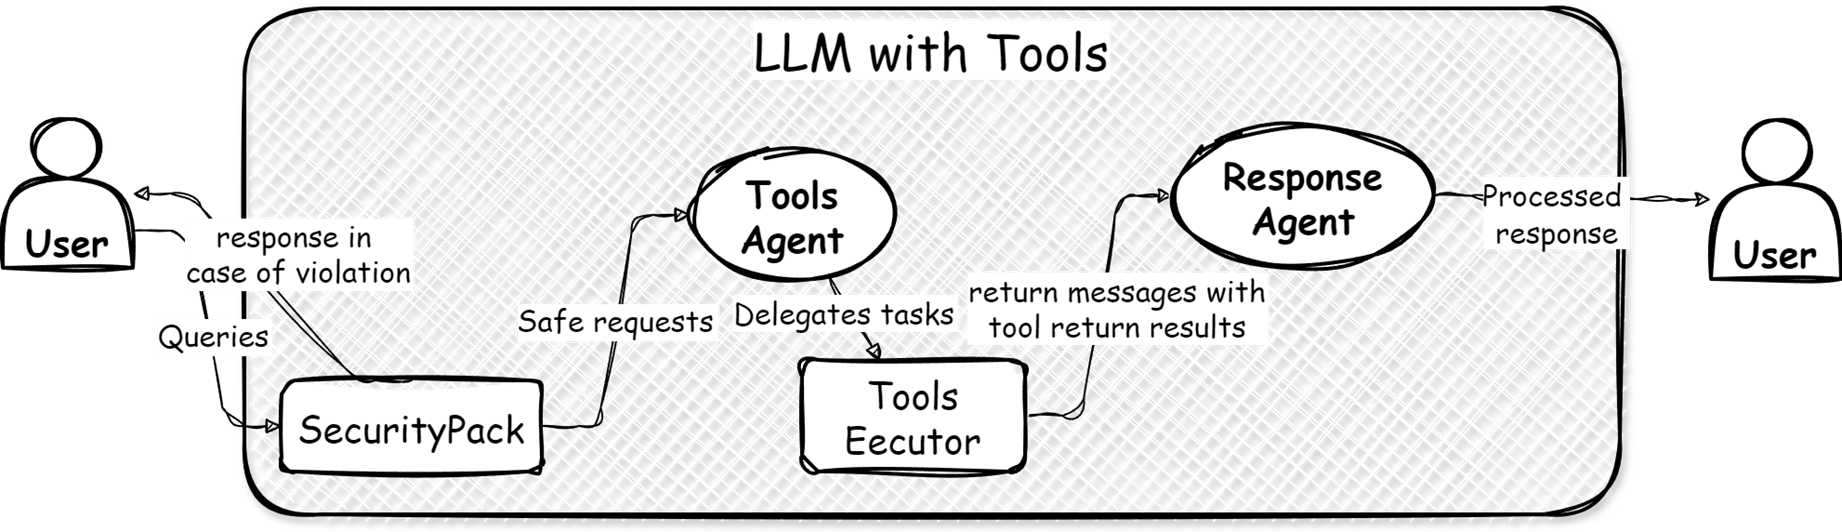 LLM with Tools
User
response in
case of violation
Queries
SecurityPack
Safe requests
Tools
Agent
Delegates tasks
Tools
Eecutor
return messages with
tool return results
Response
Agent
Processed
response
User